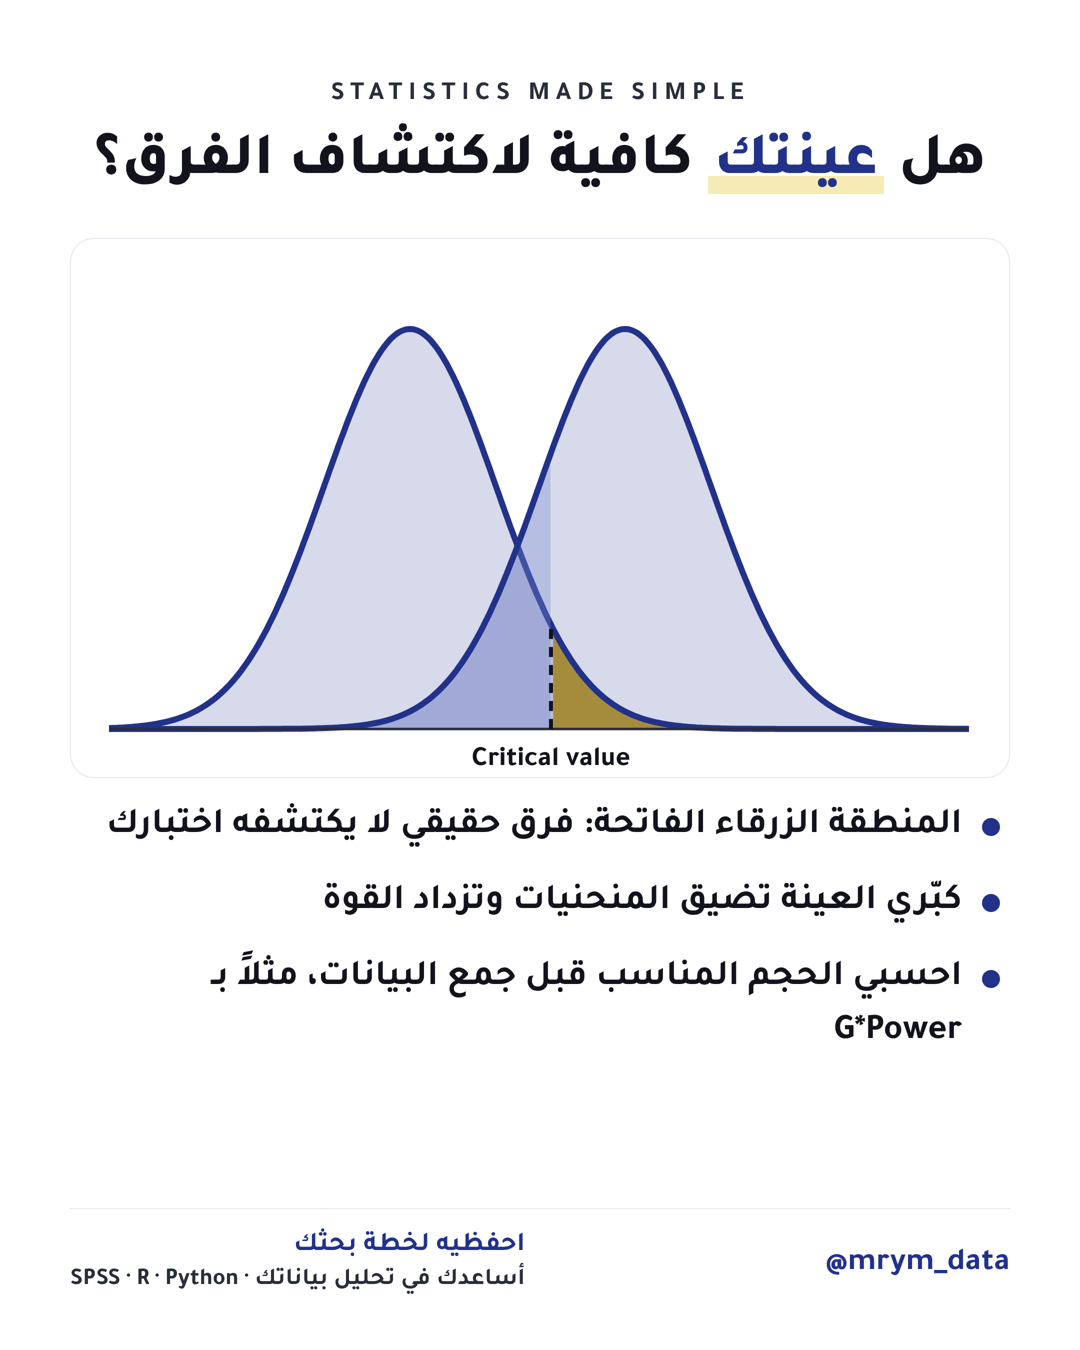 STATISTICS MADE SIMPLE
هل عينتك كافية لاكتشاف الفرق؟
Critical value
المنطقة الزرقاء الفاتحة: فرق حقيقي لا يكتشفه اختبارك
كبّري العينة تضيق المنحنيات وتزداد القوة
احسبي الحجم المناسب قبل جمع البيانات، مثلاً بـ
G*Power
احفظيه لخطة بحثك
أساعدك في تحليل بياناتك · SPSS · R · Python
@mrym_data